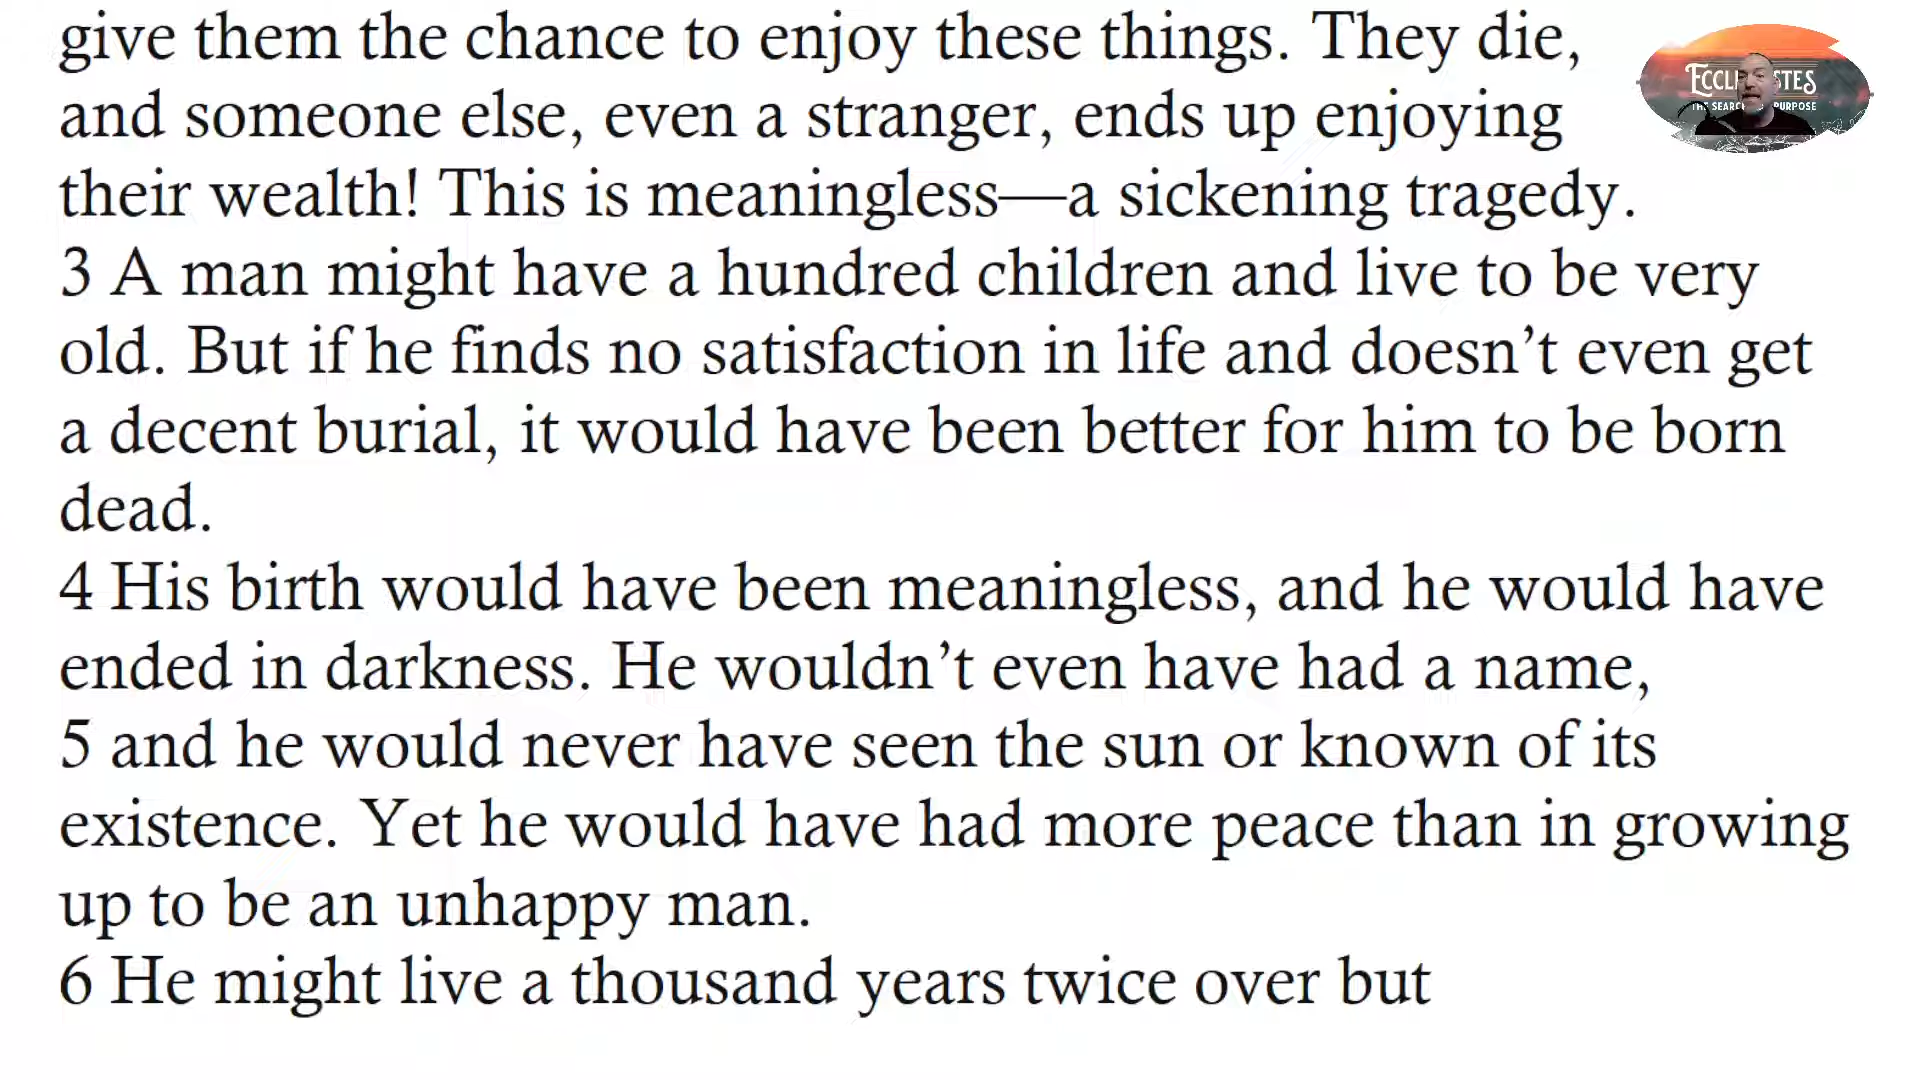 give them the chance to enjoy these things. They die,
and someone else, even a stranger, ends up enjoying
their wealth! This is meaningless—a sickening tragedy.
3 A man might have a hundred children and live to be very
old. But if he finds no satisfaction in life and doesn’t even get
a decent burial, it would have been better for him to be born
dead.
4 His birth would have been meaningless, and he would have
ended in darkness. He wouldn’t even have had a name,
5 and he would never have seen the sun or known of its
existence. Yet he would have had more peace than in growing
up to be an unhappy man.
6 He might live a thousand years twice over but
PURPOSE